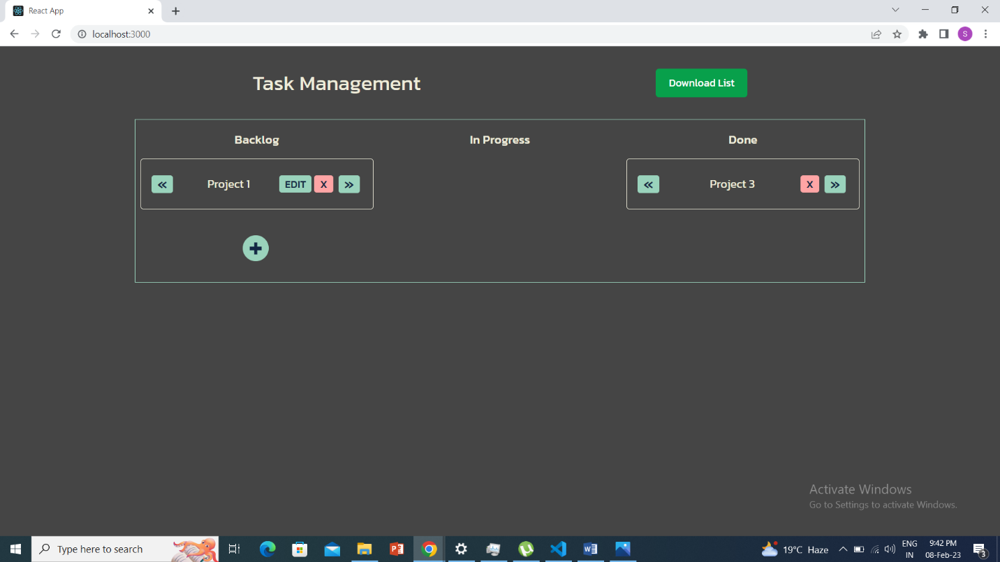 React App
localhost:3000
S
Task Management
Download List
Backlog In Progress Done
« Project 1 EDIT X » « Project 3 X »
+
Activate Windows
Go to Settings to activate Windows.
Type here to search
19°C Haze
ENG
IN
9:42 PM
08-Feb-23
3